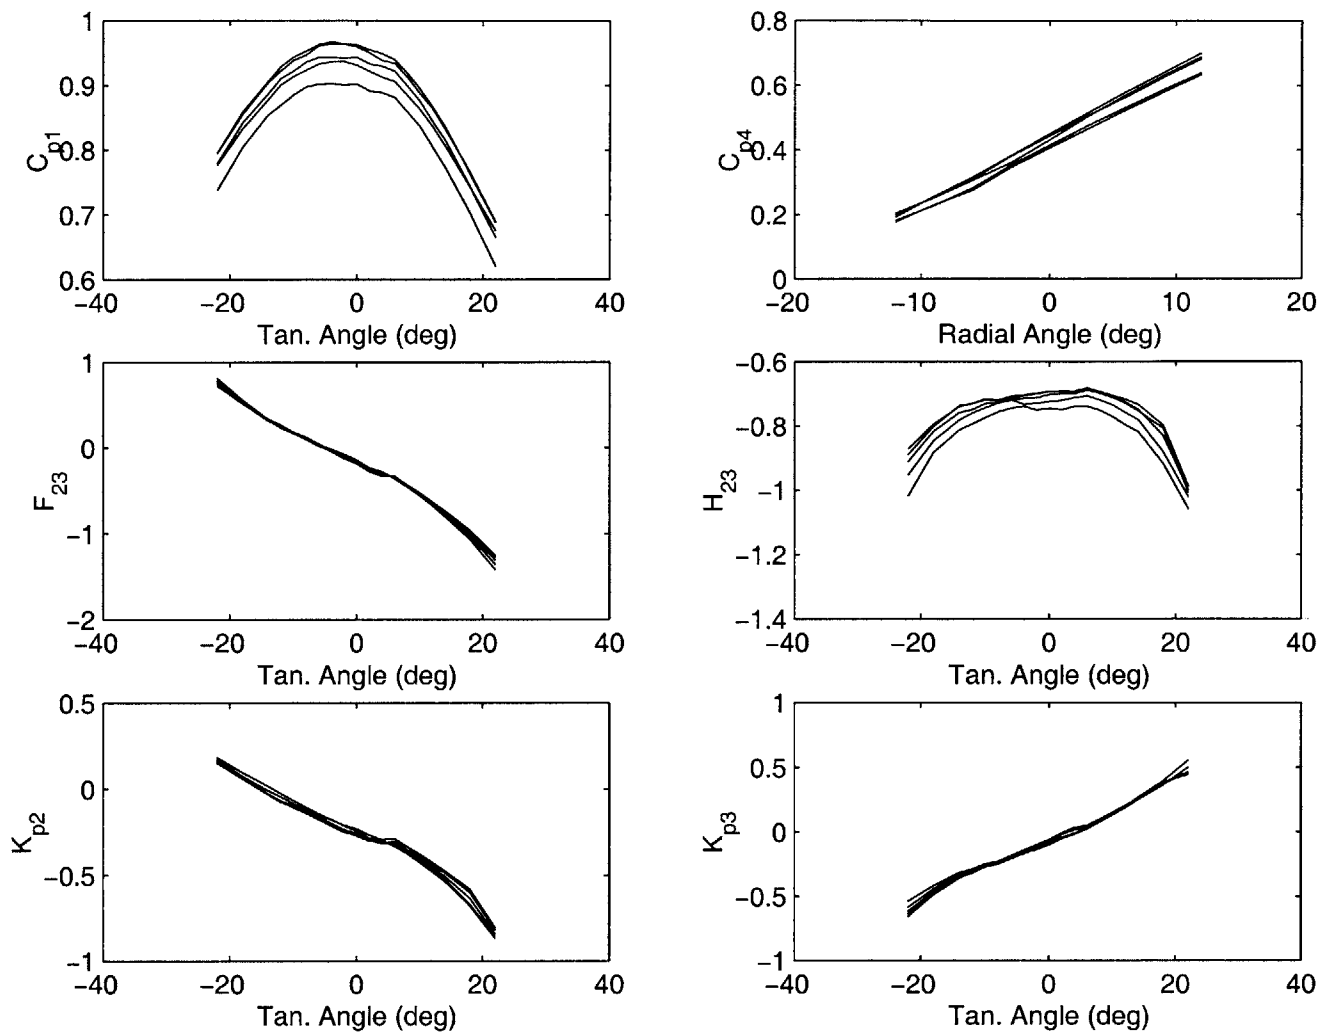 1
0.9
0.8
0.7
0.6
C_p1
−40 −20 0 20 40
Tan. Angle (deg)
0.8
0.6
0.4
0.2
0
C_p4
−20 −10 0 10 20
Radial Angle (deg)
1
0
−1
−2
F_23
−40 −20 0 20 40
Tan. Angle (deg)
−0.6
−0.8
−1
−1.2
−1.4
H_23
−40 −20 0 20 40
Tan. Angle (deg)
0.5
0
−0.5
−1
K_p2
−40 −20 0 20 40
Tan. Angle (deg)
1
0.5
0
−0.5
−1
K_p3
−40 −20 0 20 40
Tan. Angle (deg)